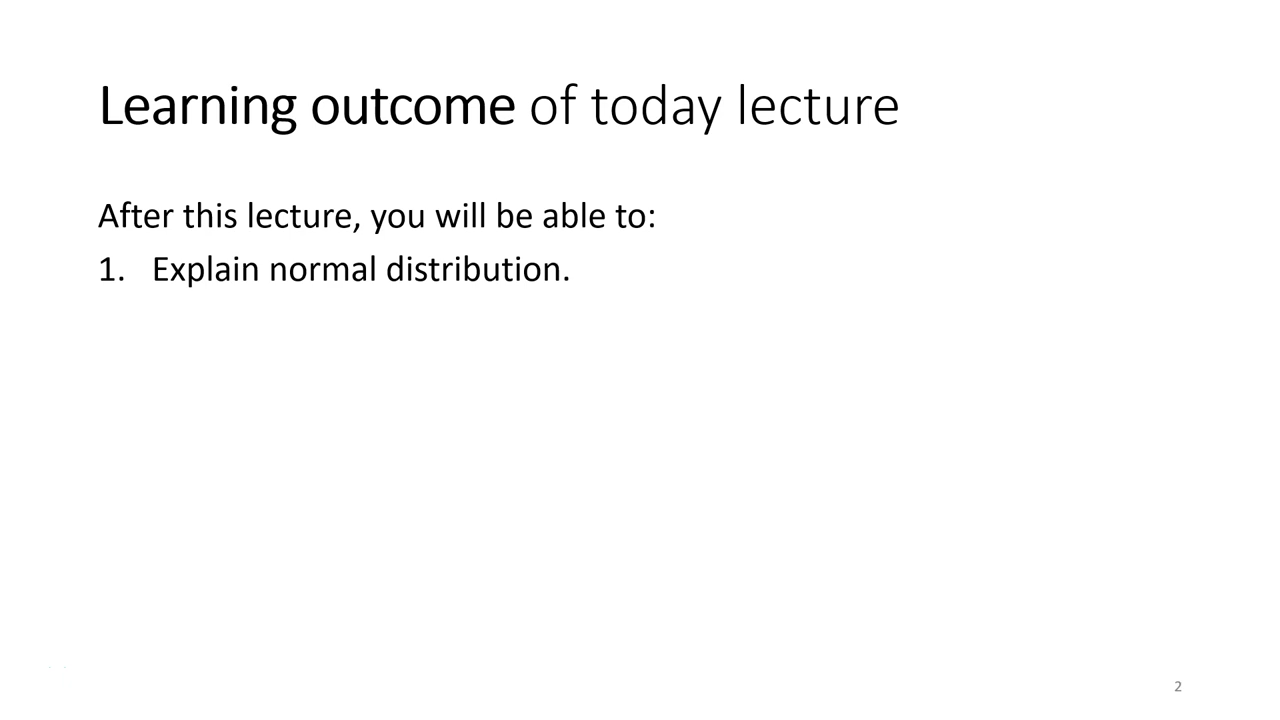 Learning outcome of today lecture
After this lecture, you will be able to:
1. Explain normal distribution.
2